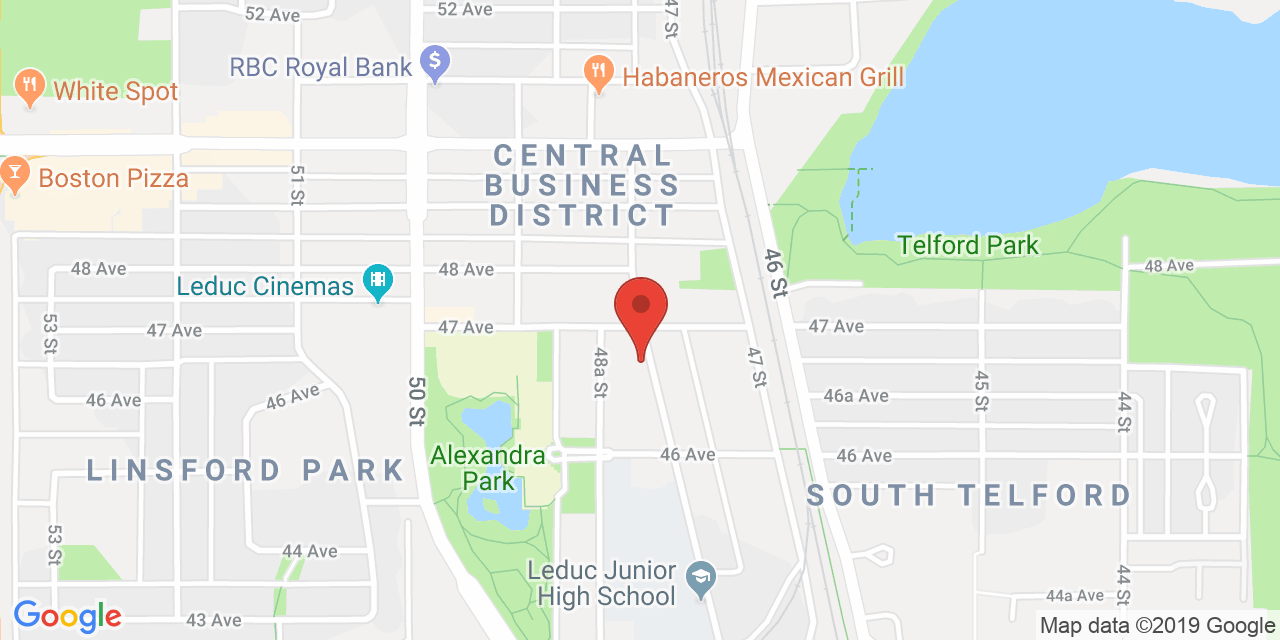 52 Ave
52 Ave
47 St
RBC Royal Bank
White Spot
Habaneros Mexican Grill
Boston Pizza
51 St
CENTRAL
BUSINESS
DISTRICT
Telford Park
46 St
48 Ave
48 Ave
48 Ave
Leduc Cinemas
53 St
47 Ave
47 Ave
47 Ave
48a St
47 St
50 St
46 Ave
46 Ave
46a Ave
45 St
44 St
Alexandra
Park
46 Ave
46 Ave
LINSFORD PARK
SOUTH TELFORD
53 St
44 Ave
Leduc Junior
High School
44 St
44a Ave
43 Ave
Google
Map data ©2019 Google